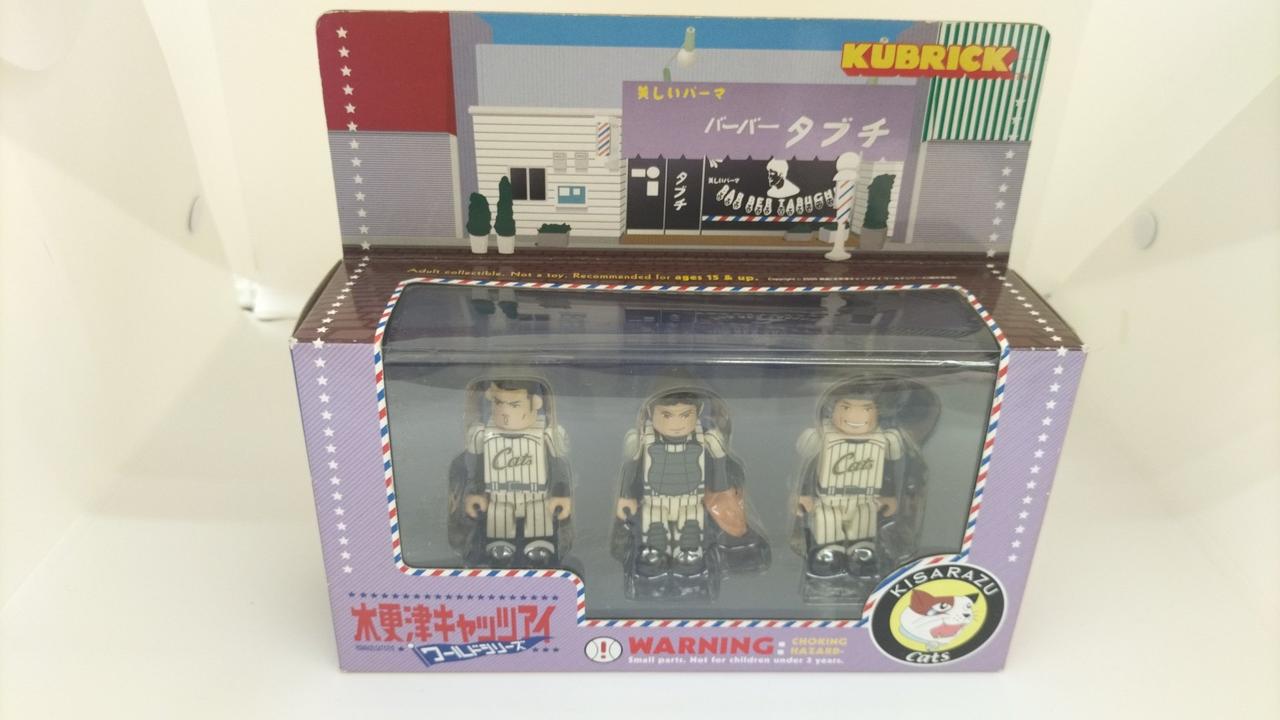 KUBRICK
美しいパーマ
バーバー タブチ
タブチ
美しいパーマ
BARBER TABUCHI
Adult collectible. Not a toy. Recommended for ages 15 & up.
Cats
Cats
木更津キャッツアイ
ワールドシリーズ
WARNING: CHOKING HAZARD-
Small parts. Not for children under 3 years.
KISARAZU
Cats